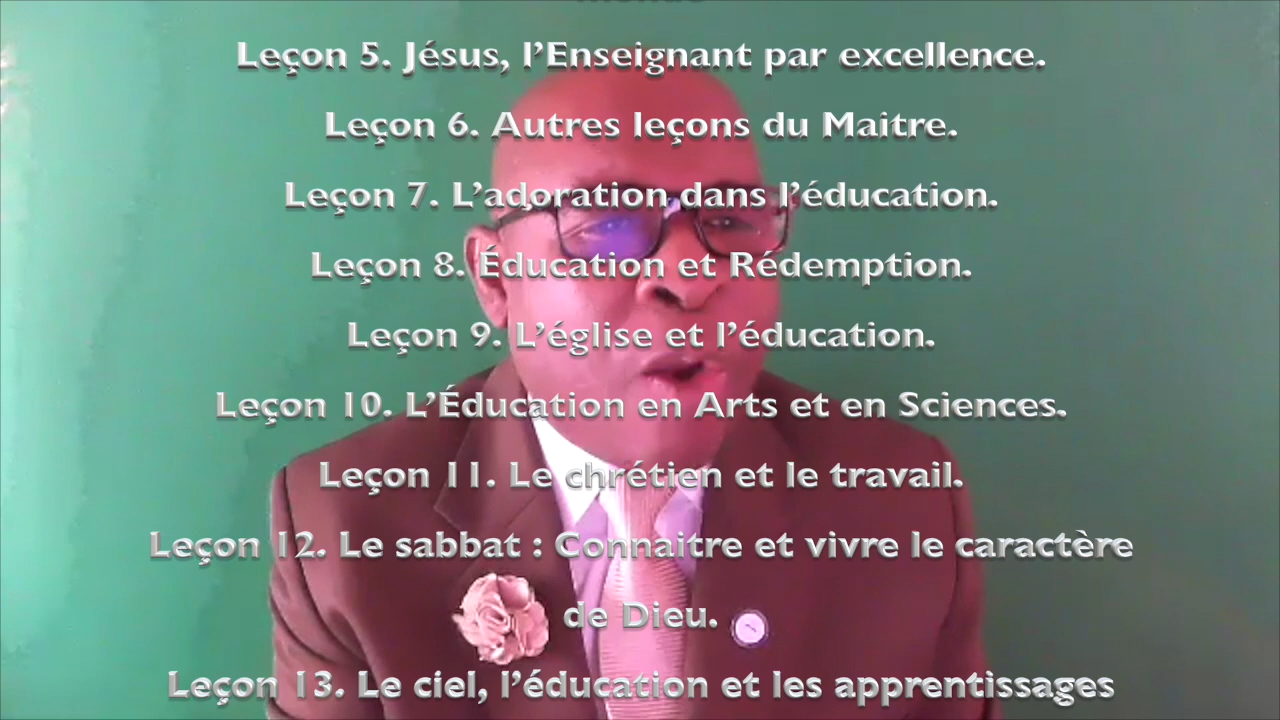 Leçon 5. Jésus, l’Enseignant par excellence.
Leçon 6. Autres leçons du Maitre.
Leçon 7. L’adoration dans l’éducation.
Leçon 8. Éducation et Rédemption.
Leçon 9. L’église et l’éducation.
Leçon 10. L’Éducation en Arts et en Sciences.
Leçon 11. Le chrétien et le travail.
Leçon 12. Le sabbat : Connaitre et vivre le caractère
de Dieu.
Leçon 13. Le ciel, l’éducation et les apprentissages